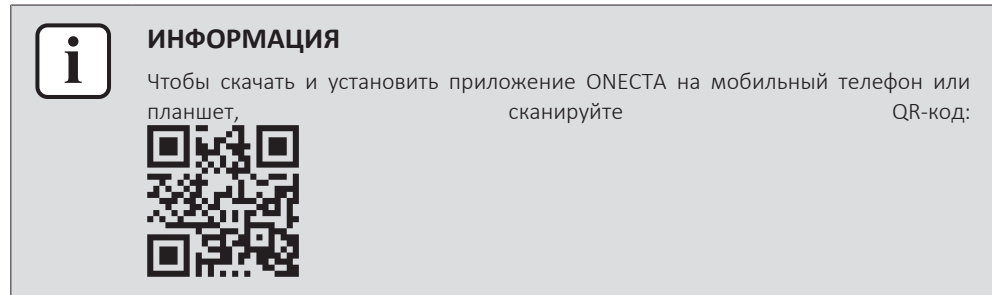 i
ИНФОРМАЦИЯ
Чтобы скачать и установить приложение ONECTA на мобильный телефон или
планшет, сканируйте QR-код: